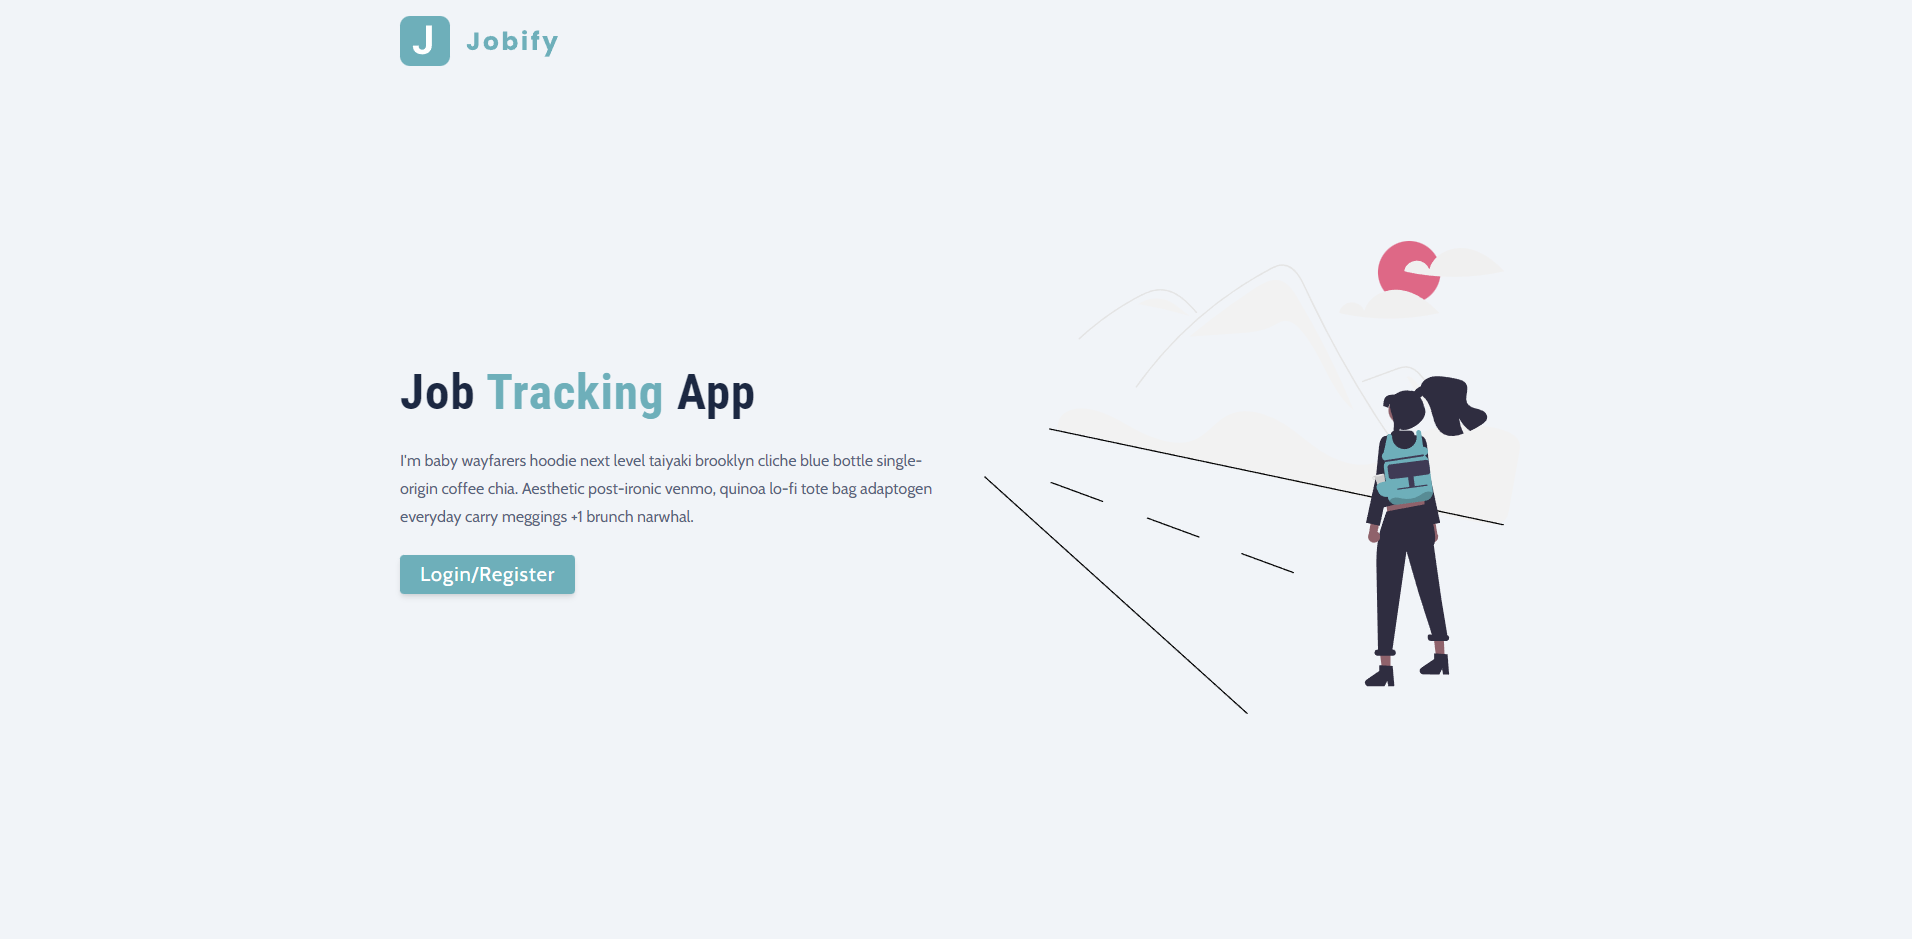 J Jobify
Job Tracking App
I'm baby wayfarers hoodie next level taiyaki brooklyn cliche blue bottle single-
origin coffee chia. Aesthetic post-ironic venmo, quinoa lo-fi tote bag adaptogen
everyday carry meggings +1 brunch narwhal.
Login/Register